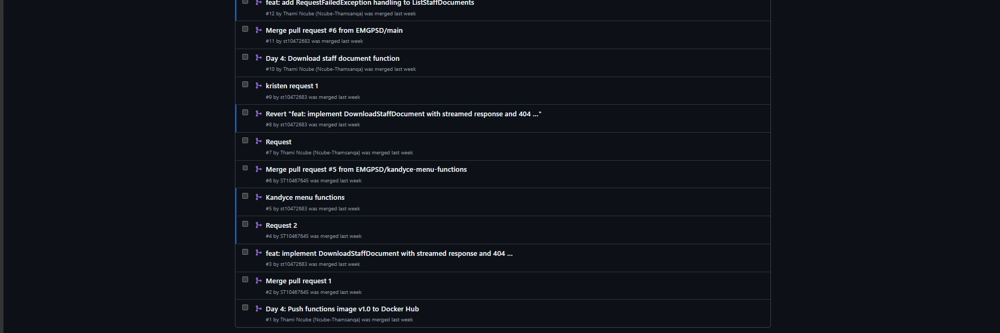 feat: add RequestFailedException handling to ListStaffDocuments
#12 by Thami Ncube (Ncube-Thamsanqa) was merged last week
Merge pull request #6 from EMGPSD/main
#11 by st10472683 was merged last week
Day 4: Download staff document function
#10 by Thami Ncube (Ncube-Thamsanqa) was merged last week
kristen request 1
#9 by st10472683 was merged last week
Revert "feat: implement DownloadStaffDocument with streamed response and 404 ..."
#8 by st10472683 was merged last week
Request
#7 by Thami Ncube (Ncube-Thamsanqa) was merged last week
Merge pull request #5 from EMGPSD/kandyce-menu-functions
#6 by ST10467645 was merged last week
Kandyce menu functions
#5 by st10472683 was merged last week
Request 2
#4 by ST10467645 was merged last week
feat: implement DownloadStaffDocument with streamed response and 404 ...
#3 by st10472683 was merged last week
Merge pull request 1
#2 by ST10467645 was merged last week
Day 4: Push functions image v1.0 to Docker Hub
#1 by Thami Ncube (Ncube-Thamsanqa) was merged last week